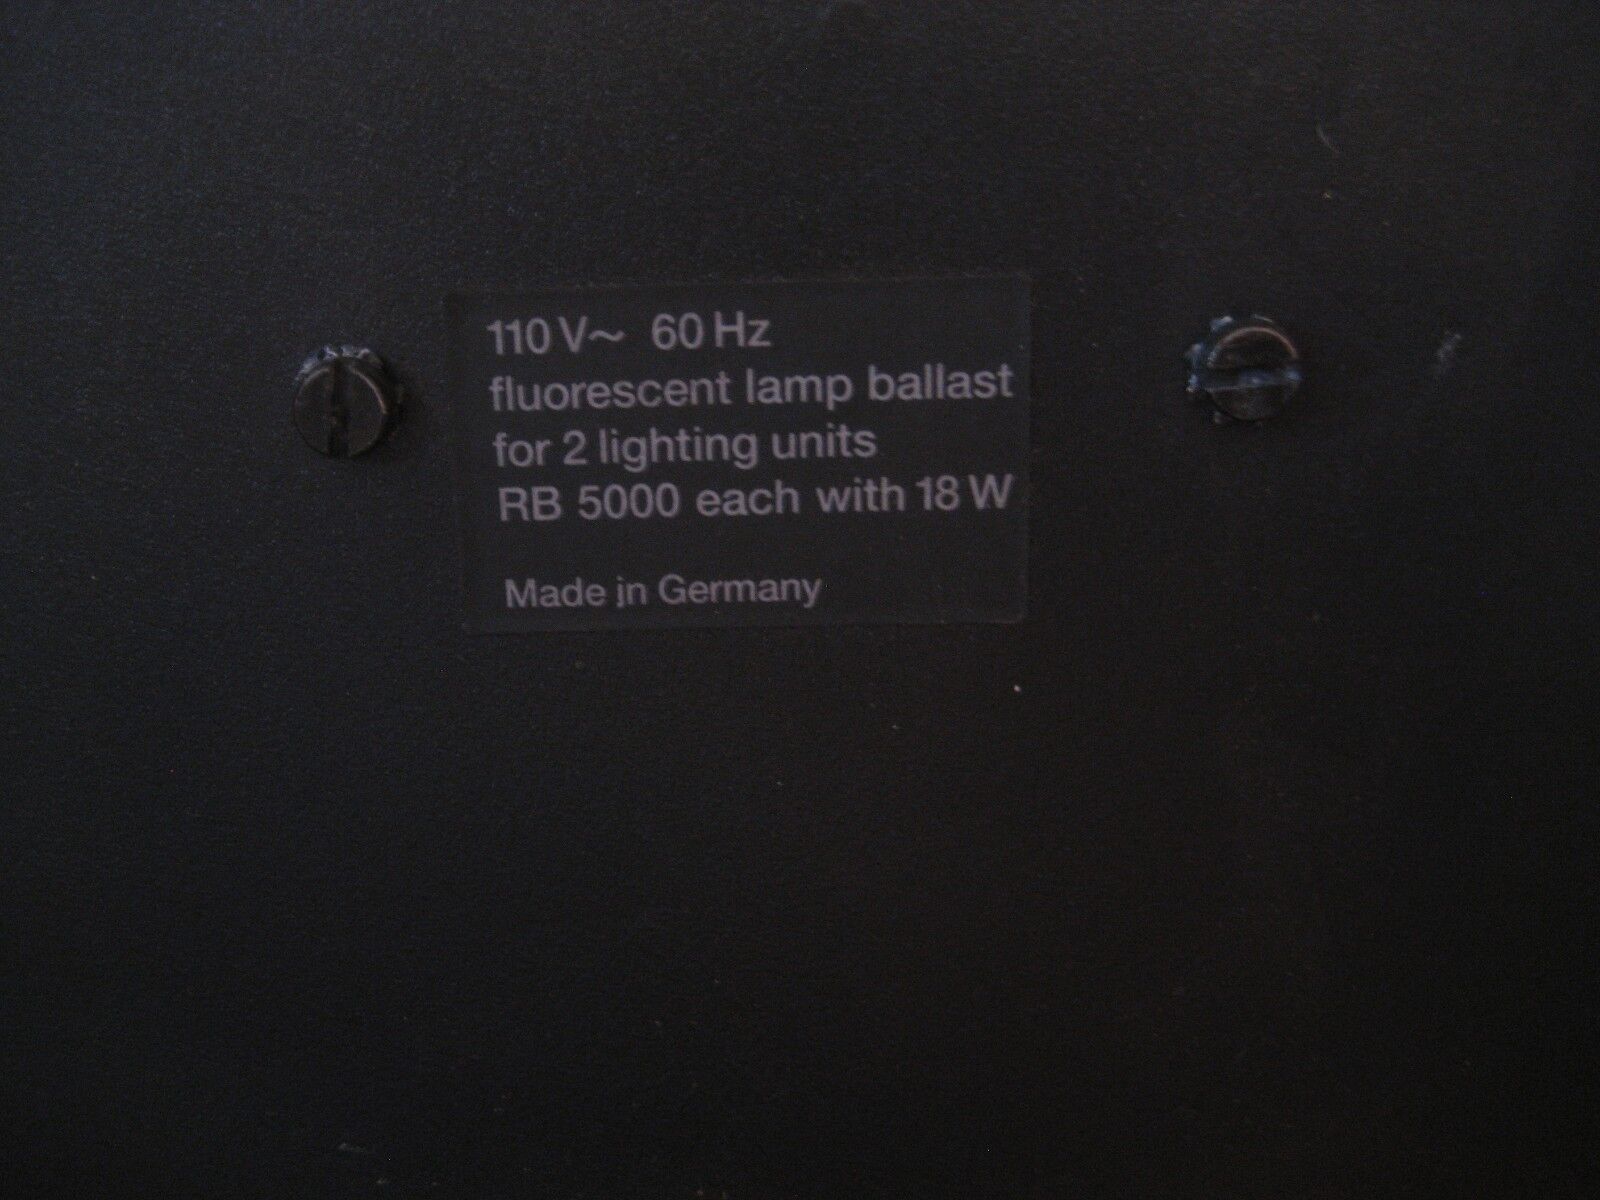 110 V~ 60 Hz
fluorescent lamp ballast
for 2 lighting units
RB 5000 each with 18 W
Made in Germany